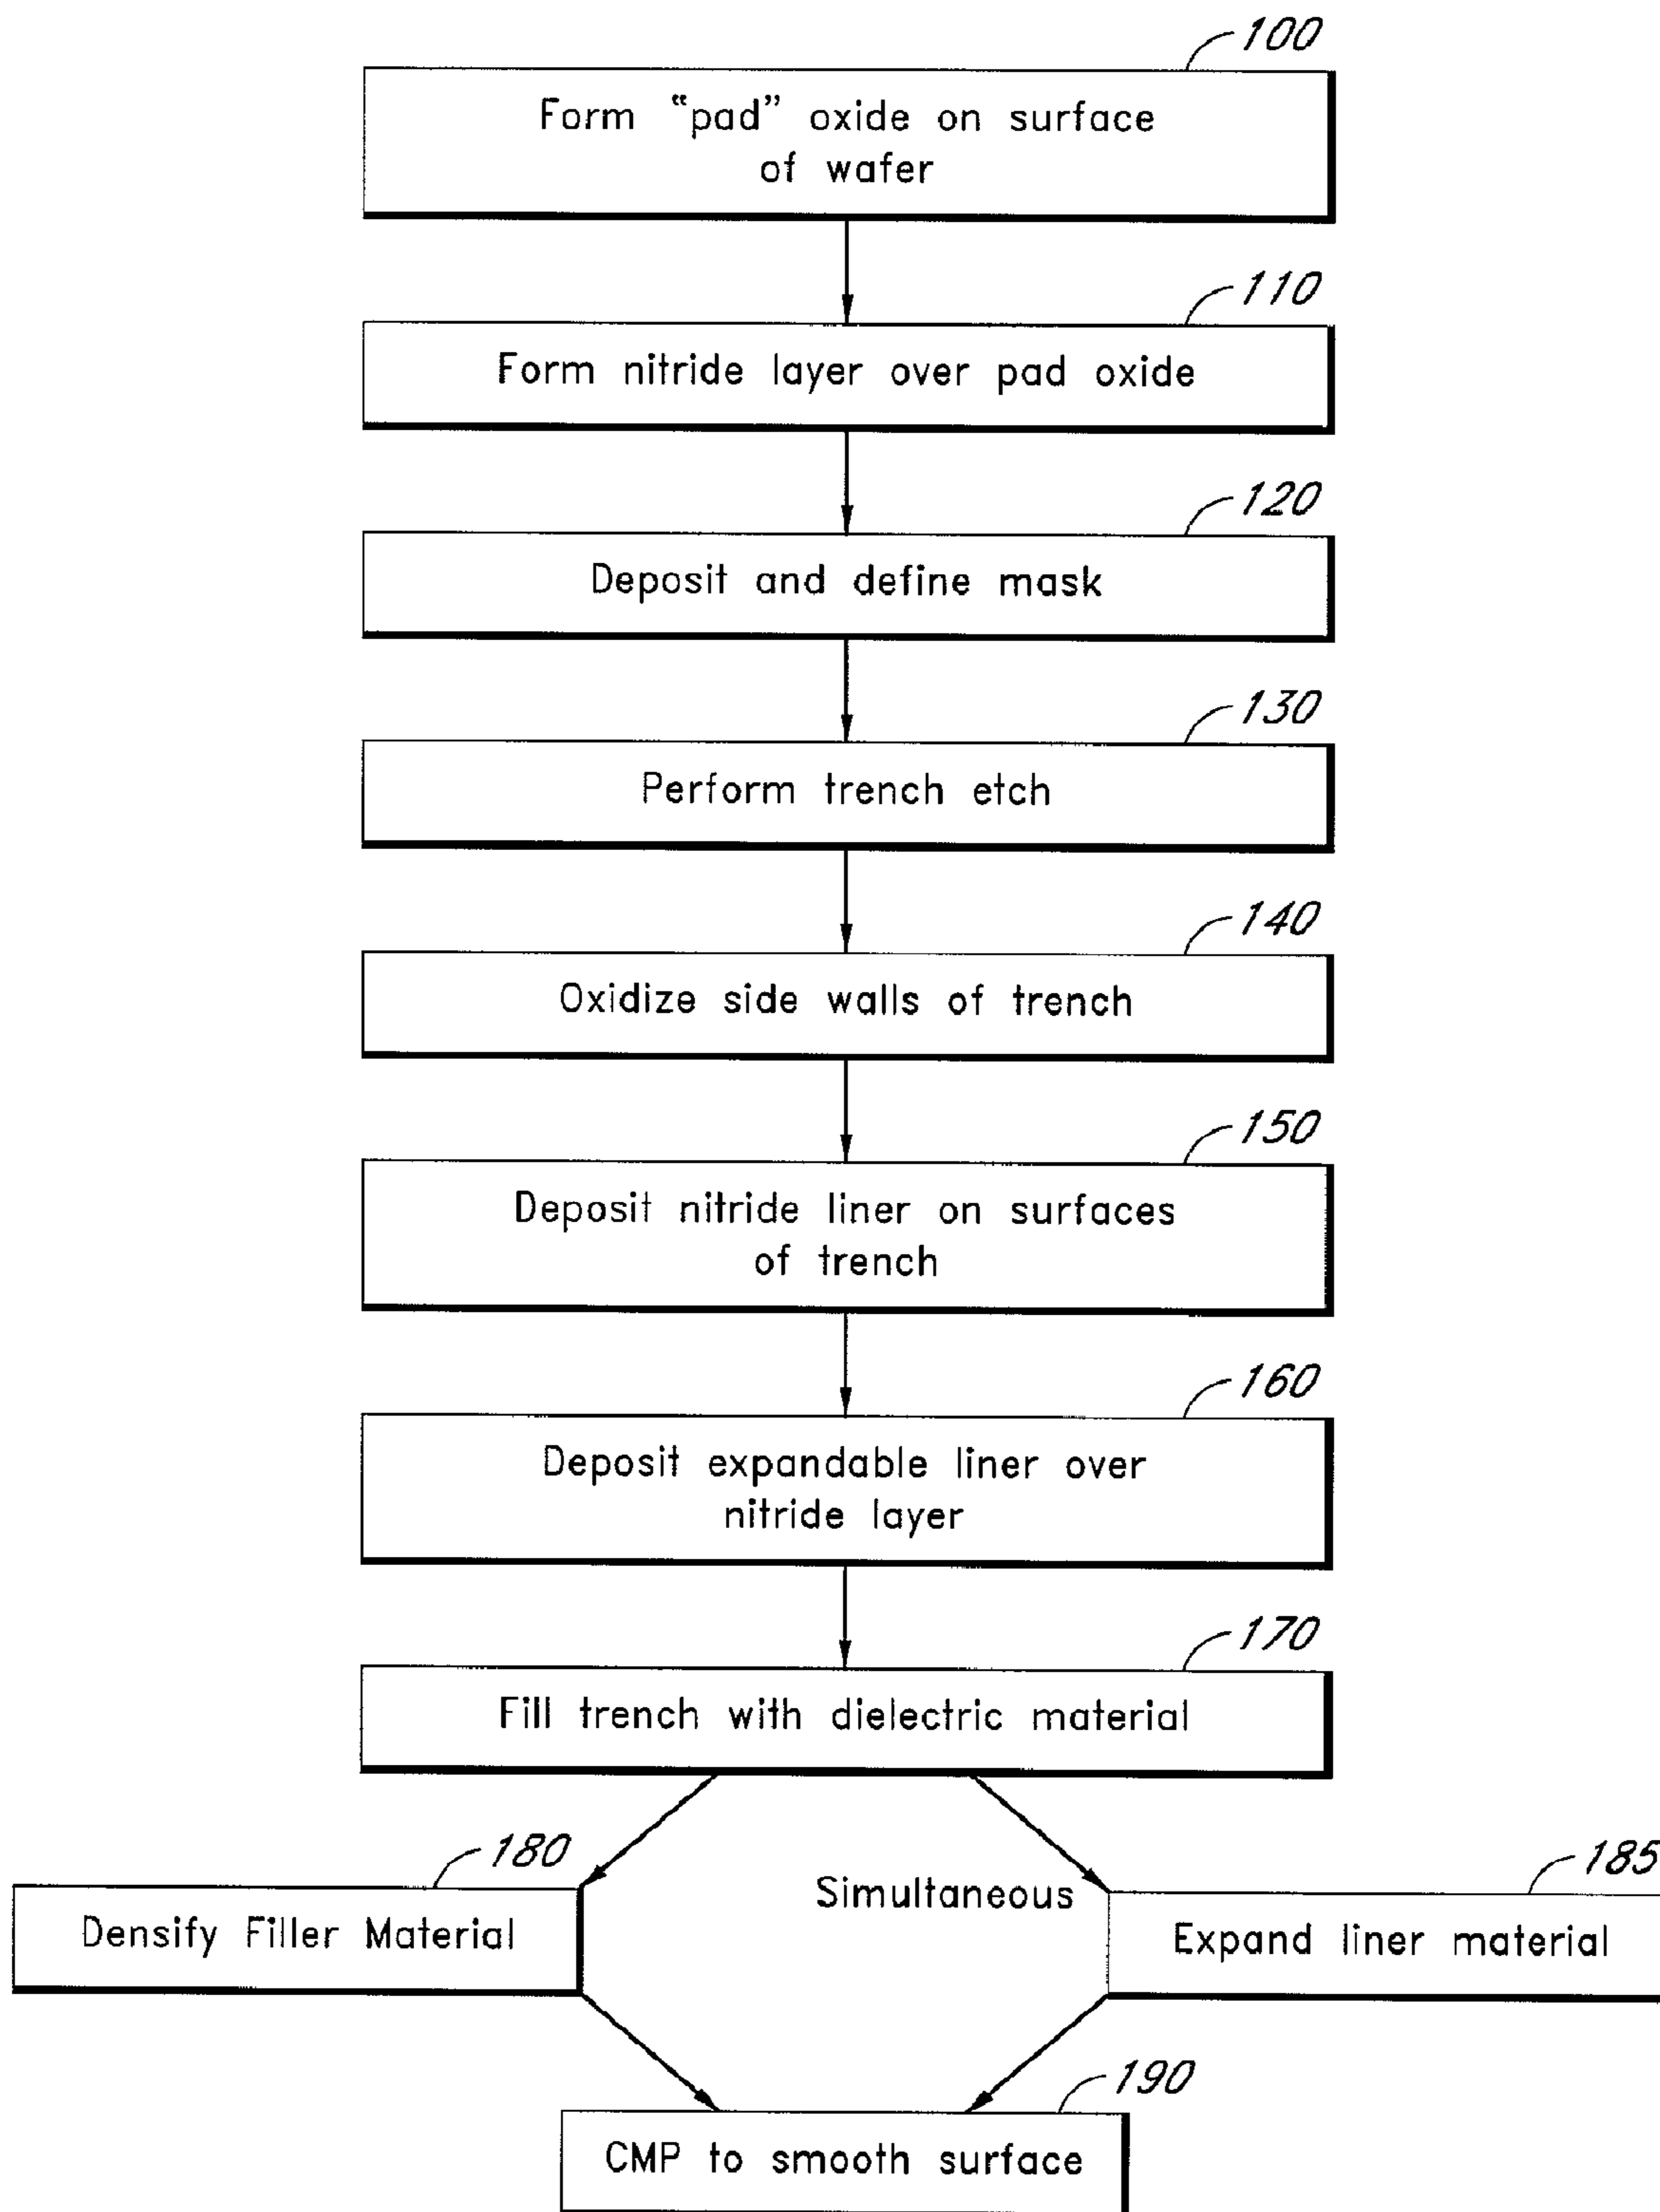 100
Form "pad" oxide on surface
of wafer
110
Form nitride layer over pad oxide
120
Deposit and define mask
130
Perform trench etch
140
Oxidize side walls of trench
150
Deposit nitride liner on surfaces
of trench
160
Deposit expandable liner over
nitride layer
170
Fill trench with dielectric material
180
Densify Filler Material
Simultaneous
185
Expand liner material
190
CMP to smooth surface